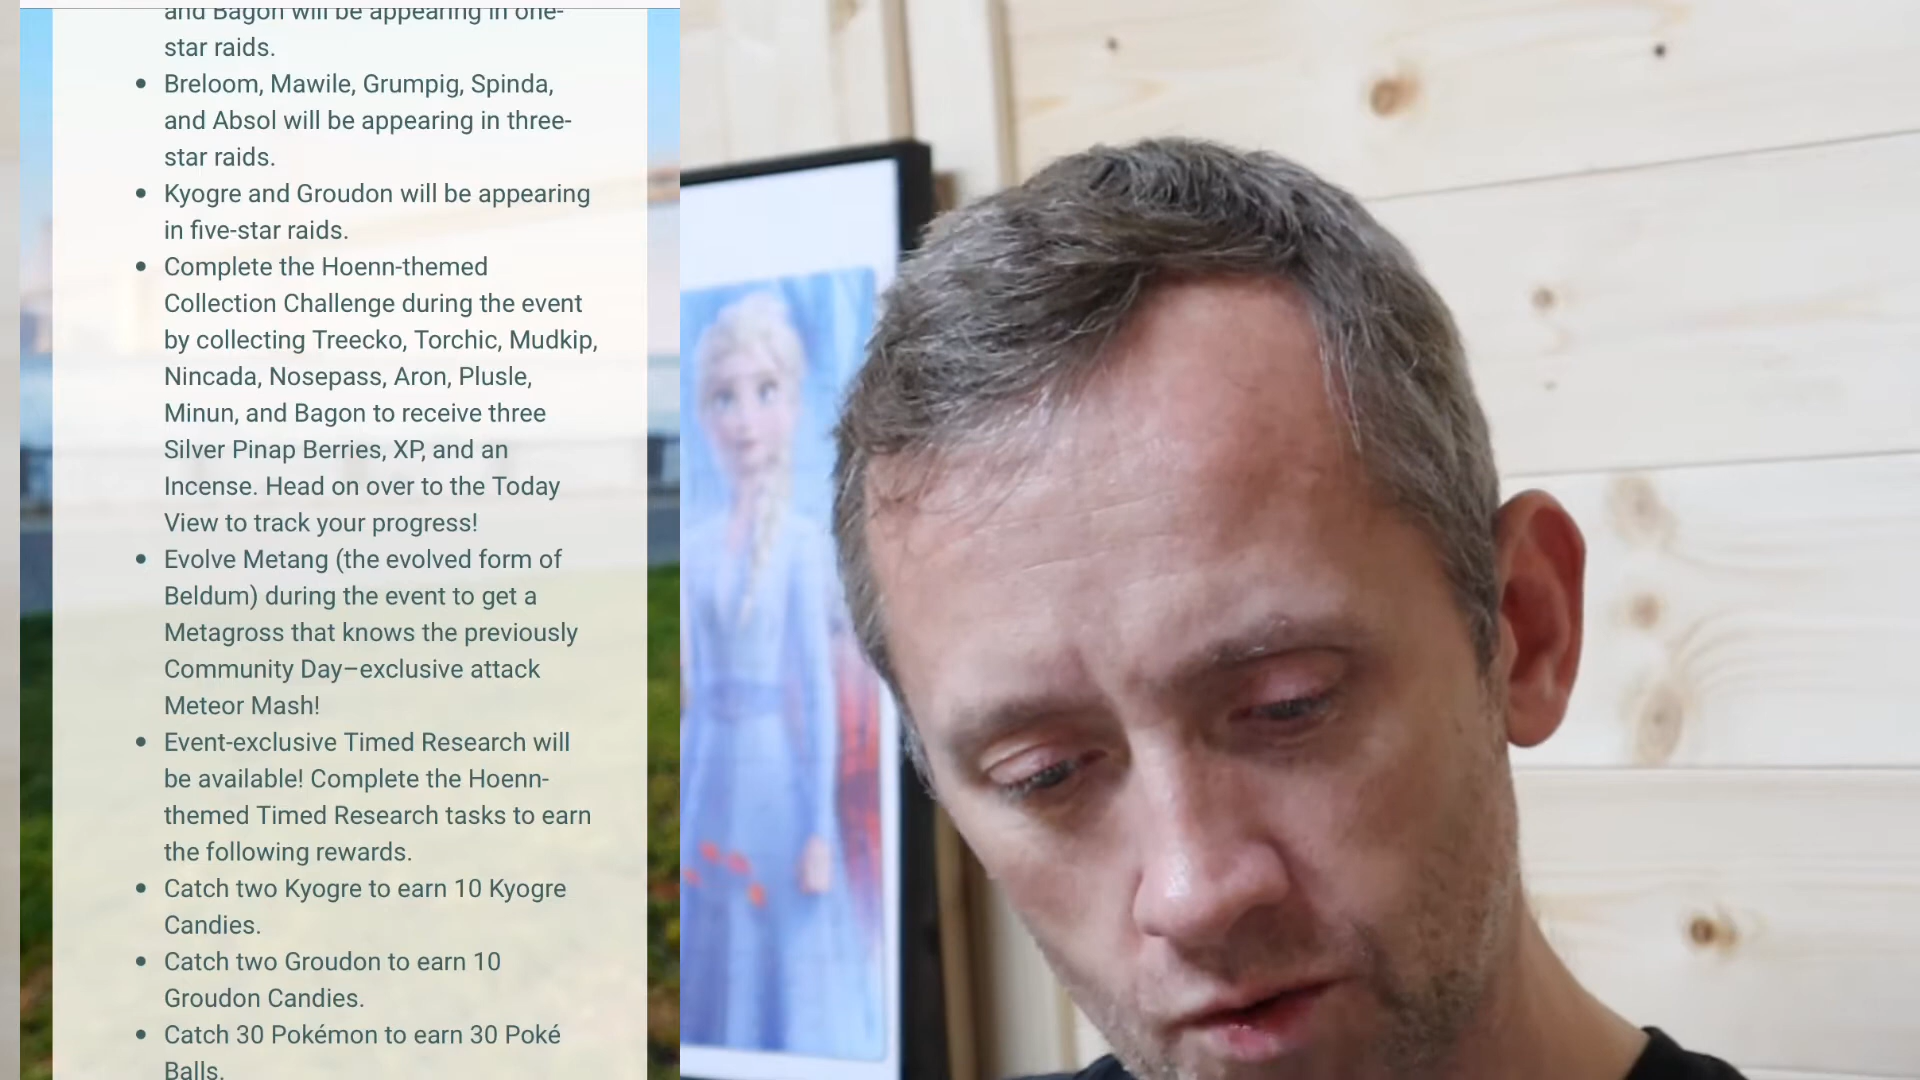 and Bagon will be appearing in one-
star raids.
• Breloom, Mawile, Grumpig, Spinda,
and Absol will be appearing in three-
star raids.
• Kyogre and Groudon will be appearing
in five-star raids.
• Complete the Hoenn-themed
Collection Challenge during the event
by collecting Treecko, Torchic, Mudkip,
Nincada, Nosepass, Aron, Plusle,
Minun, and Bagon to receive three
Silver Pinap Berries, XP, and an
Incense. Head on over to the Today
View to track your progress!
• Evolve Metang (the evolved form of
Beldum) during the event to get a
Metagross that knows the previously
Community Day–exclusive attack
Meteor Mash!
• Event-exclusive Timed Research will
be available! Complete the Hoenn-
themed Timed Research tasks to earn
the following rewards.
• Catch two Kyogre to earn 10 Kyogre
Candies.
• Catch two Groudon to earn 10
Groudon Candies.
• Catch 30 Pokémon to earn 30 Poké
Balls.